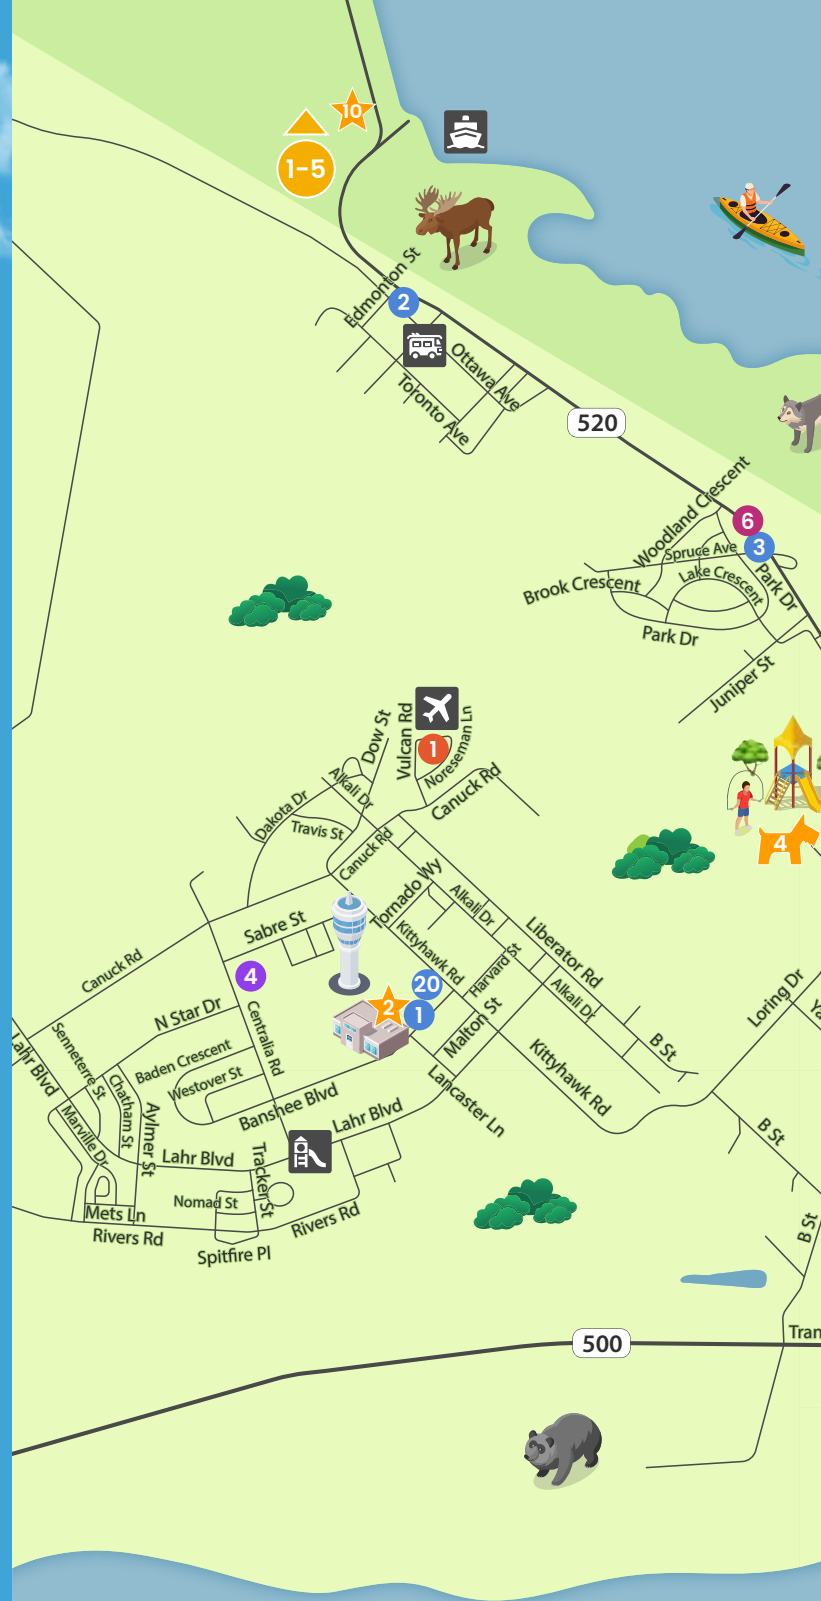 10
1-5
Edmonton St
2
Ottawa Ave
Toronto Ave
520
Woodland Crescent
6
3
Spruce Ave
Lake Crescent
Park Dr
Brook Crescent
Park Dr
Juniper St
Dow St
Vulcan Rd
Noreseman Ln
1
Alkali Dr
Canuck Rd
Dakota Dr
Travis St
4
Canuck Rd
Tornado Wy
Alkali Dr
Sabre St
Kittyhawk Rd
Liberator Rd
Harvard St
Canuck Rd
4
20
2
1
Alkali Dr
Loring Dr
Ya
N Star Dr
Centralia Rd
Malton St
B St
Senneterre St
Lahr Blvd
Baden Crescent
Westover St
Kittyhawk Rd
Chatham St
Banshee Blvd
Lancaster Ln
Lahr Blvd
Aylmer St
Marville Dr
B St
Lahr Blvd
Tracker St
Nomad St
Mets Ln
Rivers Rd
Rivers Rd
Spitfire Pl
B St
500
Tran